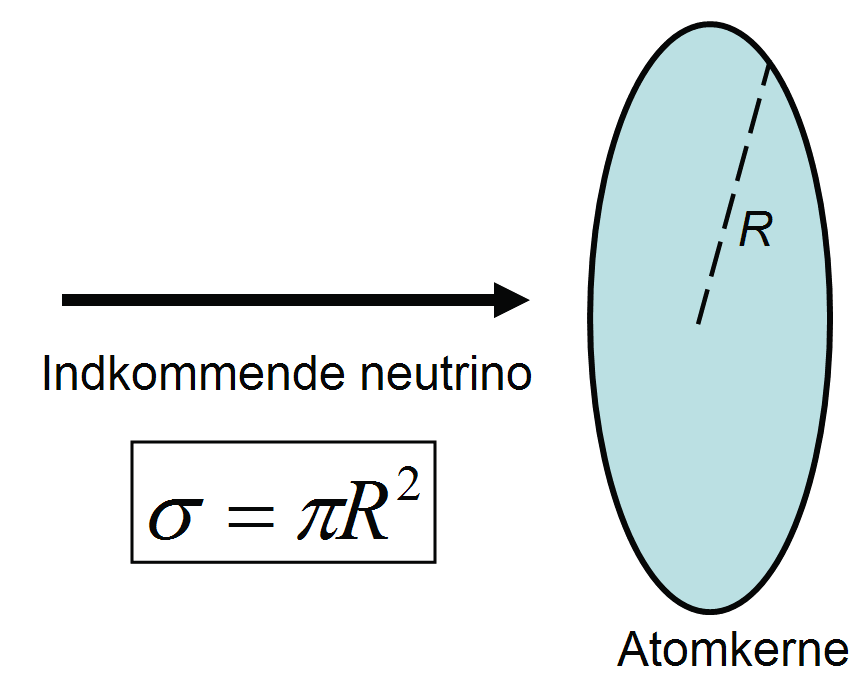 R
Indkommende neutrino
σ = πR²
Atomkerne